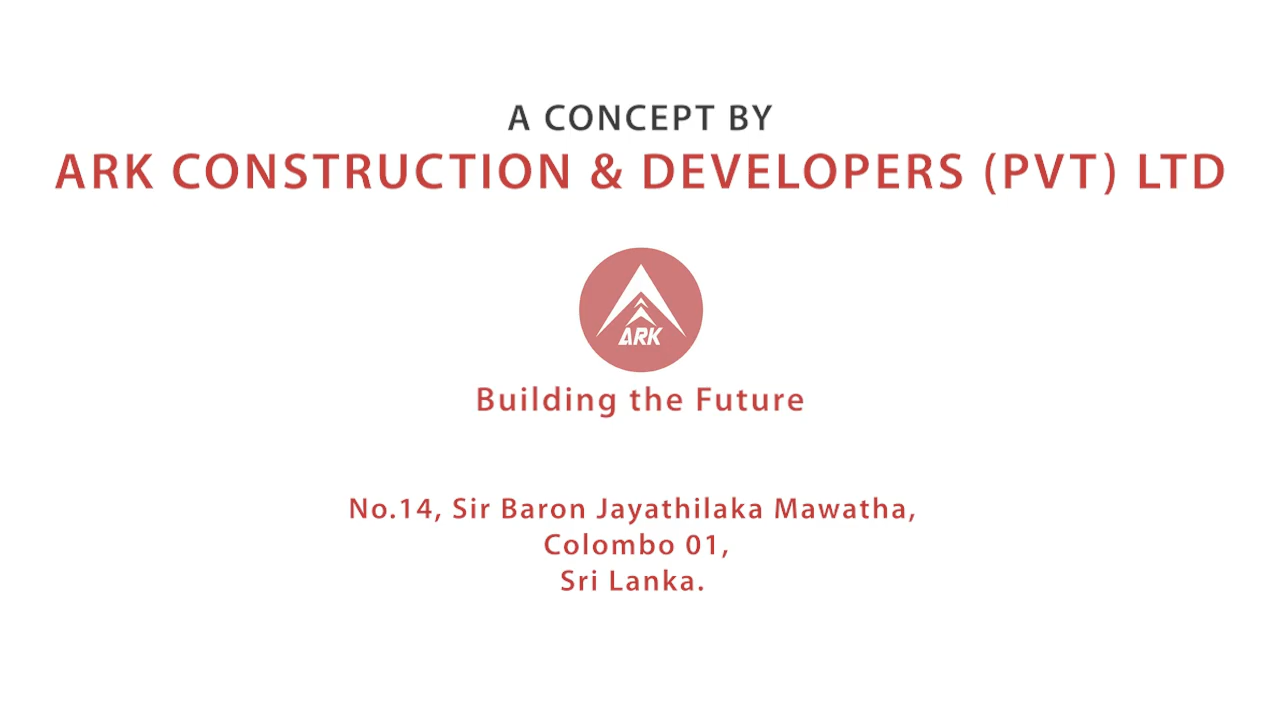 A CONCEPT BY
ARK CONSTRUCTION & DEVELOPERS (PVT) LTD
ARK
Building the Future
No.14, Sir Baron Jayathilaka Mawatha,
Colombo 01,
Sri Lanka.